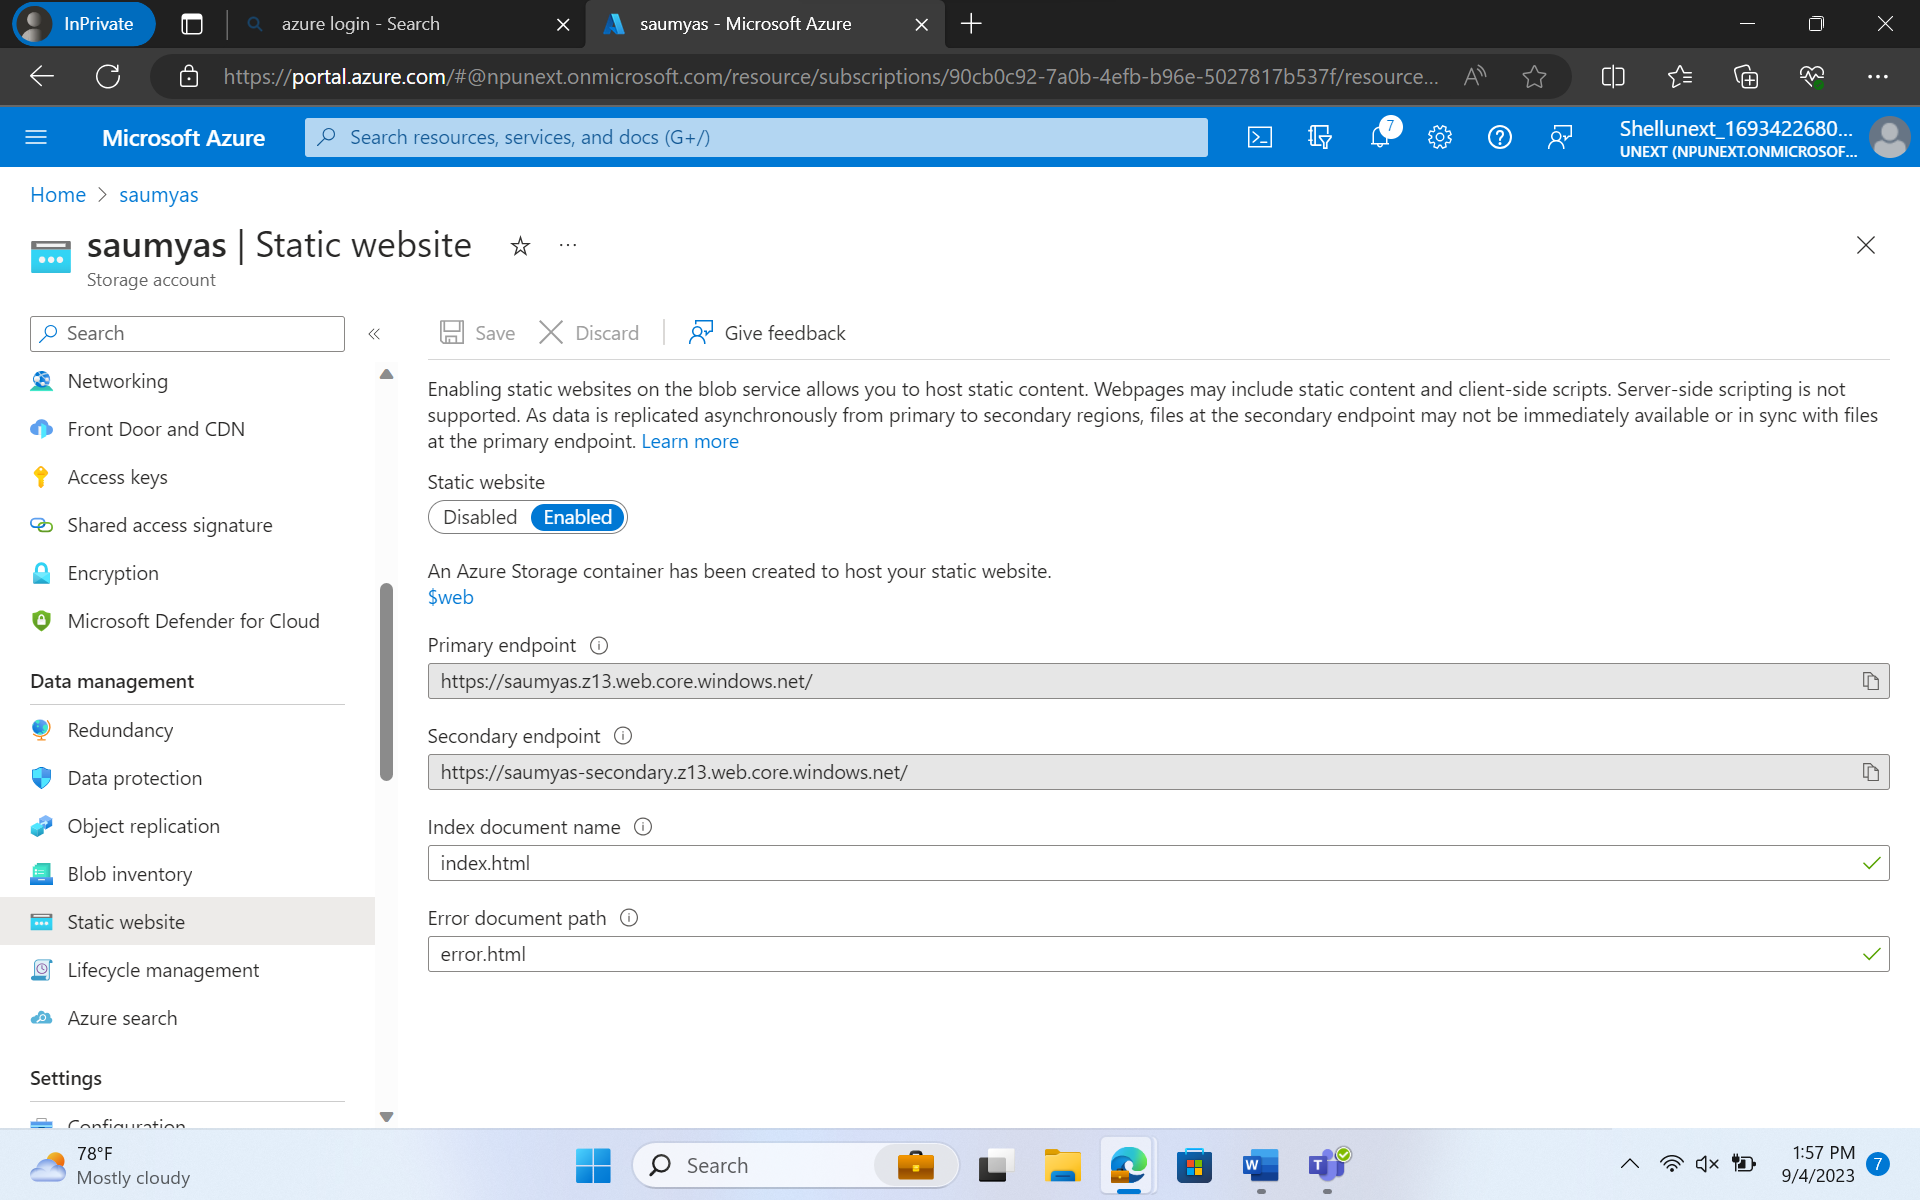 InPrivate
azure login - Search
saumyas - Microsoft Azure
https://portal.azure.com/#@npunext.onmicrosoft.com/resource/subscriptions/90cb0c92-7a0b-4efb-b96e-5027817b537f/resource...
Microsoft Azure
Search resources, services, and docs (G+/)
7
Shellunext_1693422680...
UNEXT (NPUNEXT.ONMICROSOF...
Home > saumyas
saumyas | Static website
Storage account
Search
Save
Discard
Give feedback
Networking
Front Door and CDN
Access keys
Shared access signature
Encryption
Microsoft Defender for Cloud
Data management
Redundancy
Data protection
Object replication
Blob inventory
Static website
Lifecycle management
Azure search
Settings
Configuration
Enabling static websites on the blob service allows you to host static content. Webpages may include static content and client-side scripts. Server-side scripting is not
supported. As data is replicated asynchronously from primary to secondary regions, files at the secondary endpoint may not be immediately available or in sync with files
at the primary endpoint. Learn more
Static website
Disabled Enabled
An Azure Storage container has been created to host your static website.
$web
Primary endpoint
https://saumyas.z13.web.core.windows.net/
Secondary endpoint
https://saumyas-secondary.z13.web.core.windows.net/
Index document name
index.html
Error document path
error.html
78°F
Mostly cloudy
Search
1:57 PM
9/4/2023
7